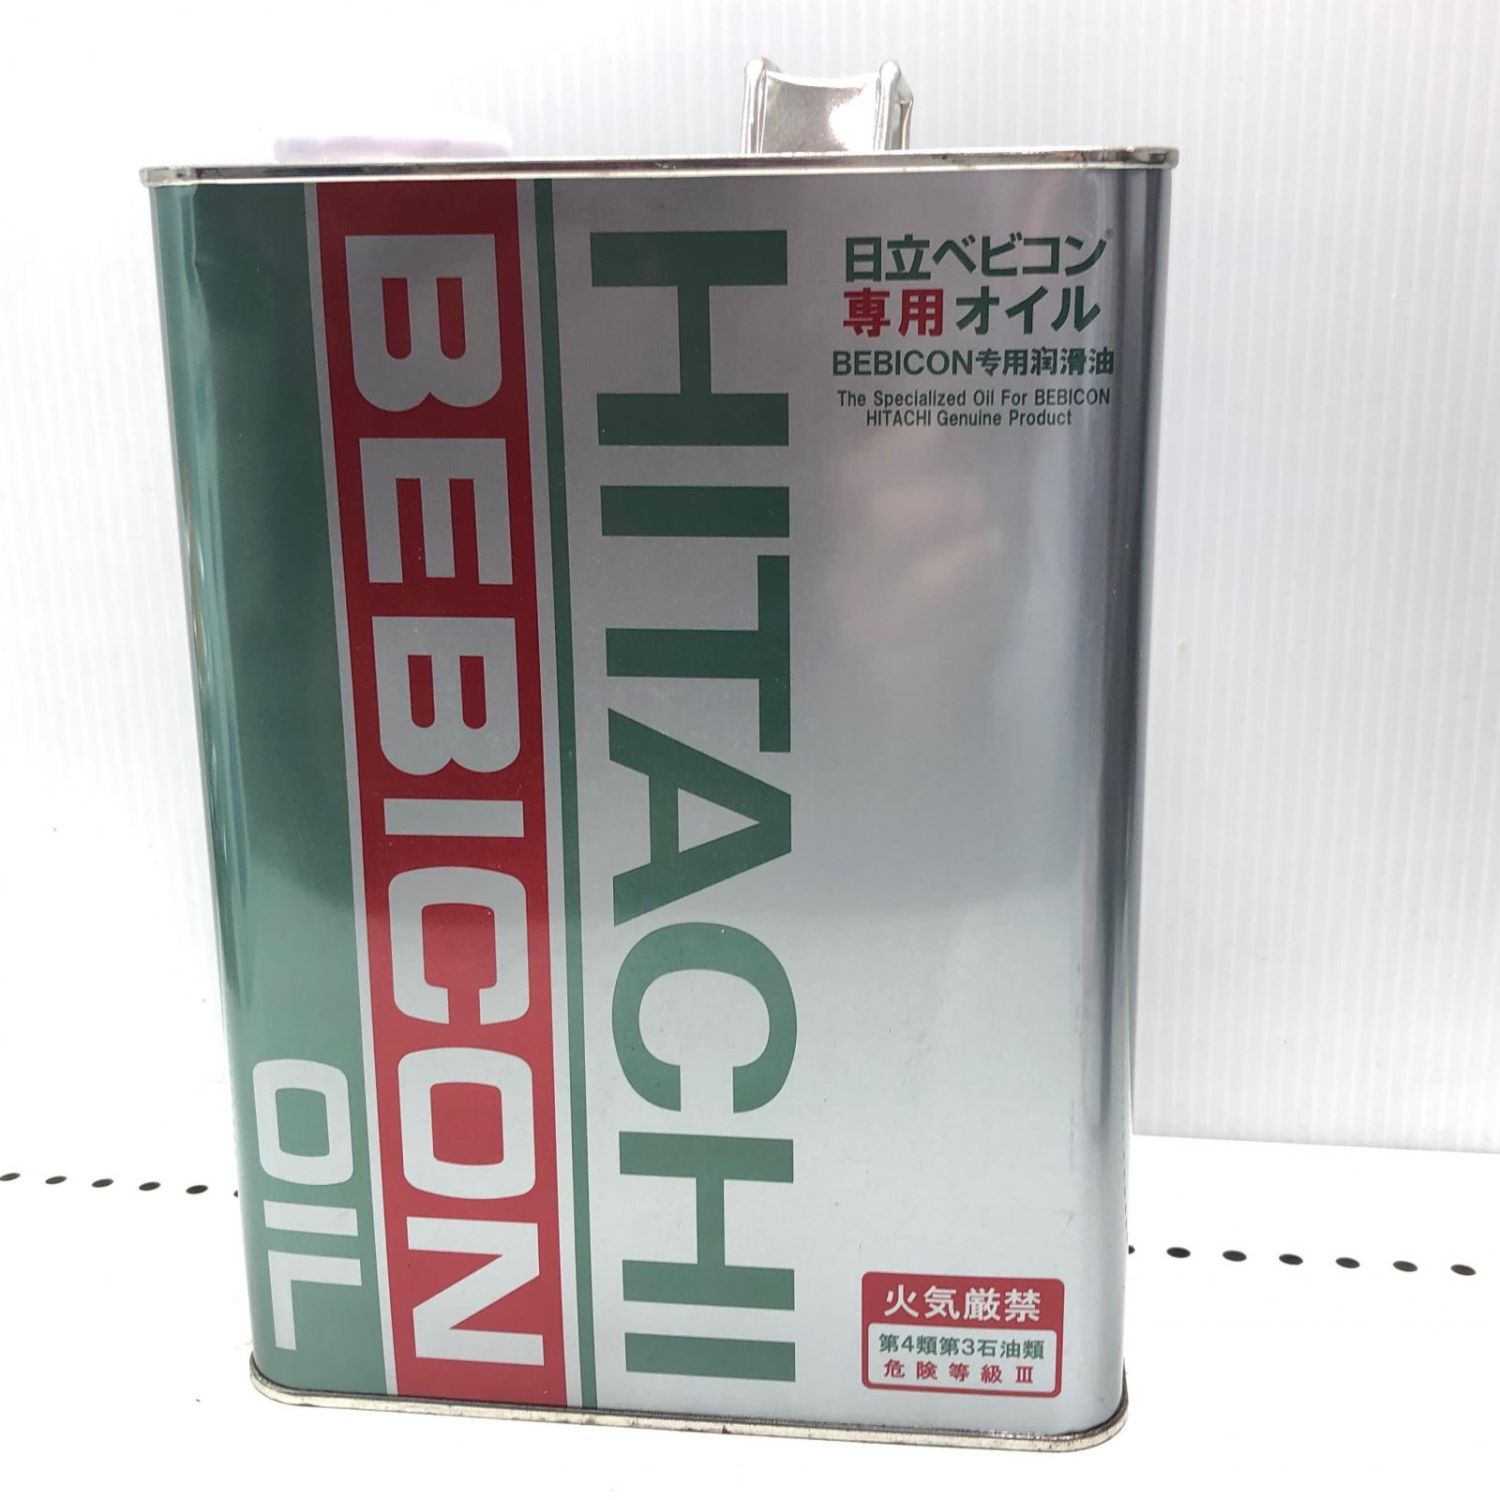 日立ベビコン®
専用オイル
BEBICON专用润滑油
The Specialized Oil For BEBICON
HITACHI Genuine Product
HITACHI
BEBICON
OIL
火気厳禁
第4類第3石油類
危険等級Ⅲ